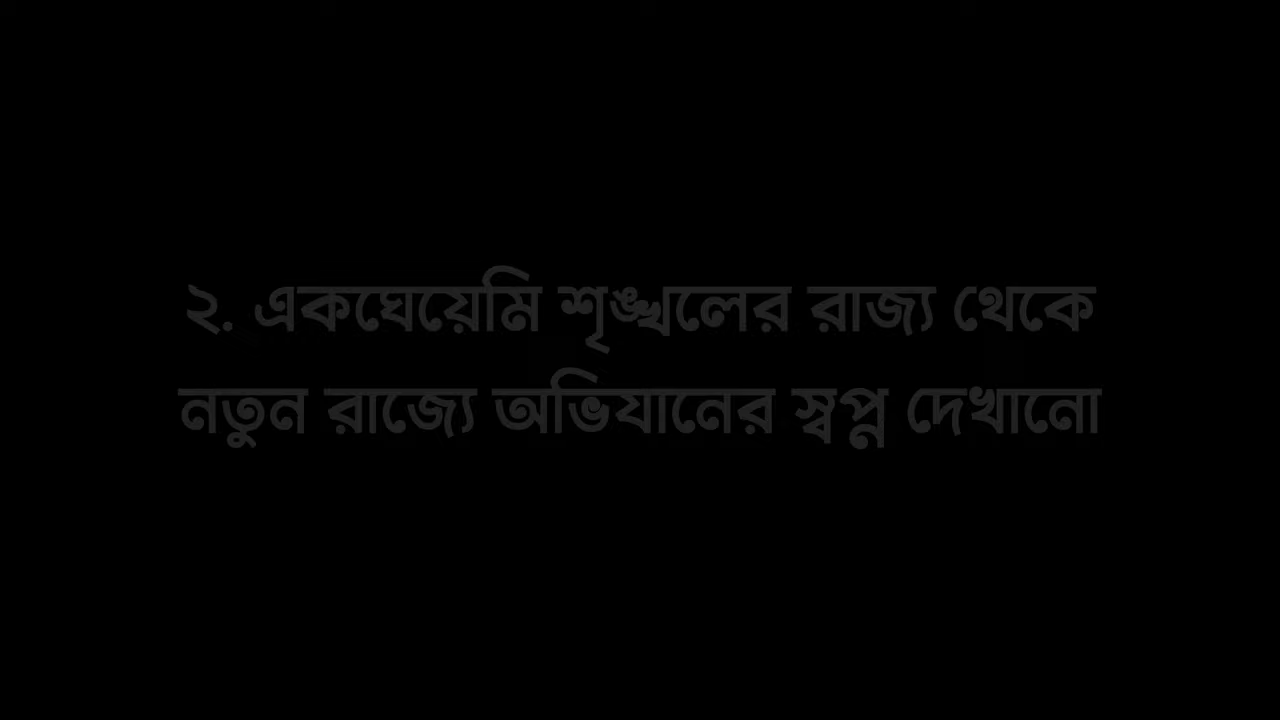 ২. একঘেয়েমি শৃঙ্খলের রাজ্য থেকে
নতুন রাজ্যে অভিযানের স্বপ্ন দেখানো